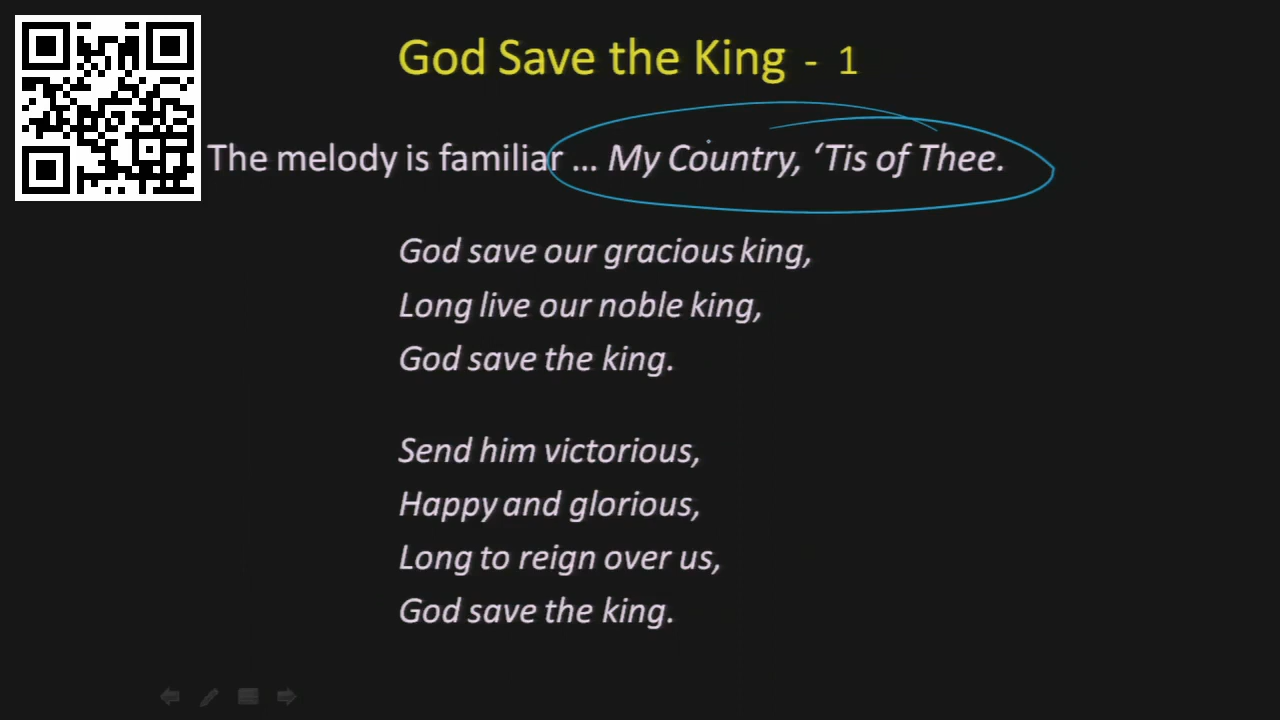 God Save the King - 1
The melody is familiar ... My Country, ‘Tis of Thee.
God save our gracious king,
Long live our noble king,
God save the king.
Send him victorious,
Happy and glorious,
Long to reign over us,
God save the king.